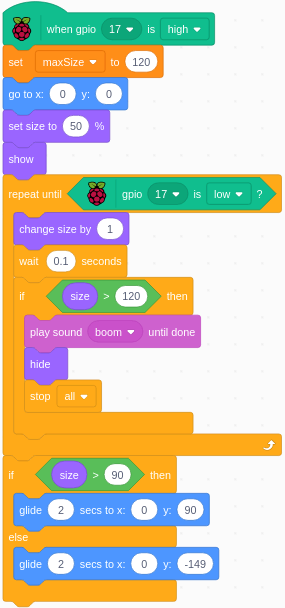 when gpio 17 is high
set maxSize to 120
go to x: 0 y: 0
set size to 50 %
show
repeat until gpio 17 is low ?
change size by 1
wait 0.1 seconds
if size > 120 then
play sound boom until done
hide
stop all
if size > 90 then
glide 2 secs to x: 0 y: 90
else
glide 2 secs to x: 0 y: -149